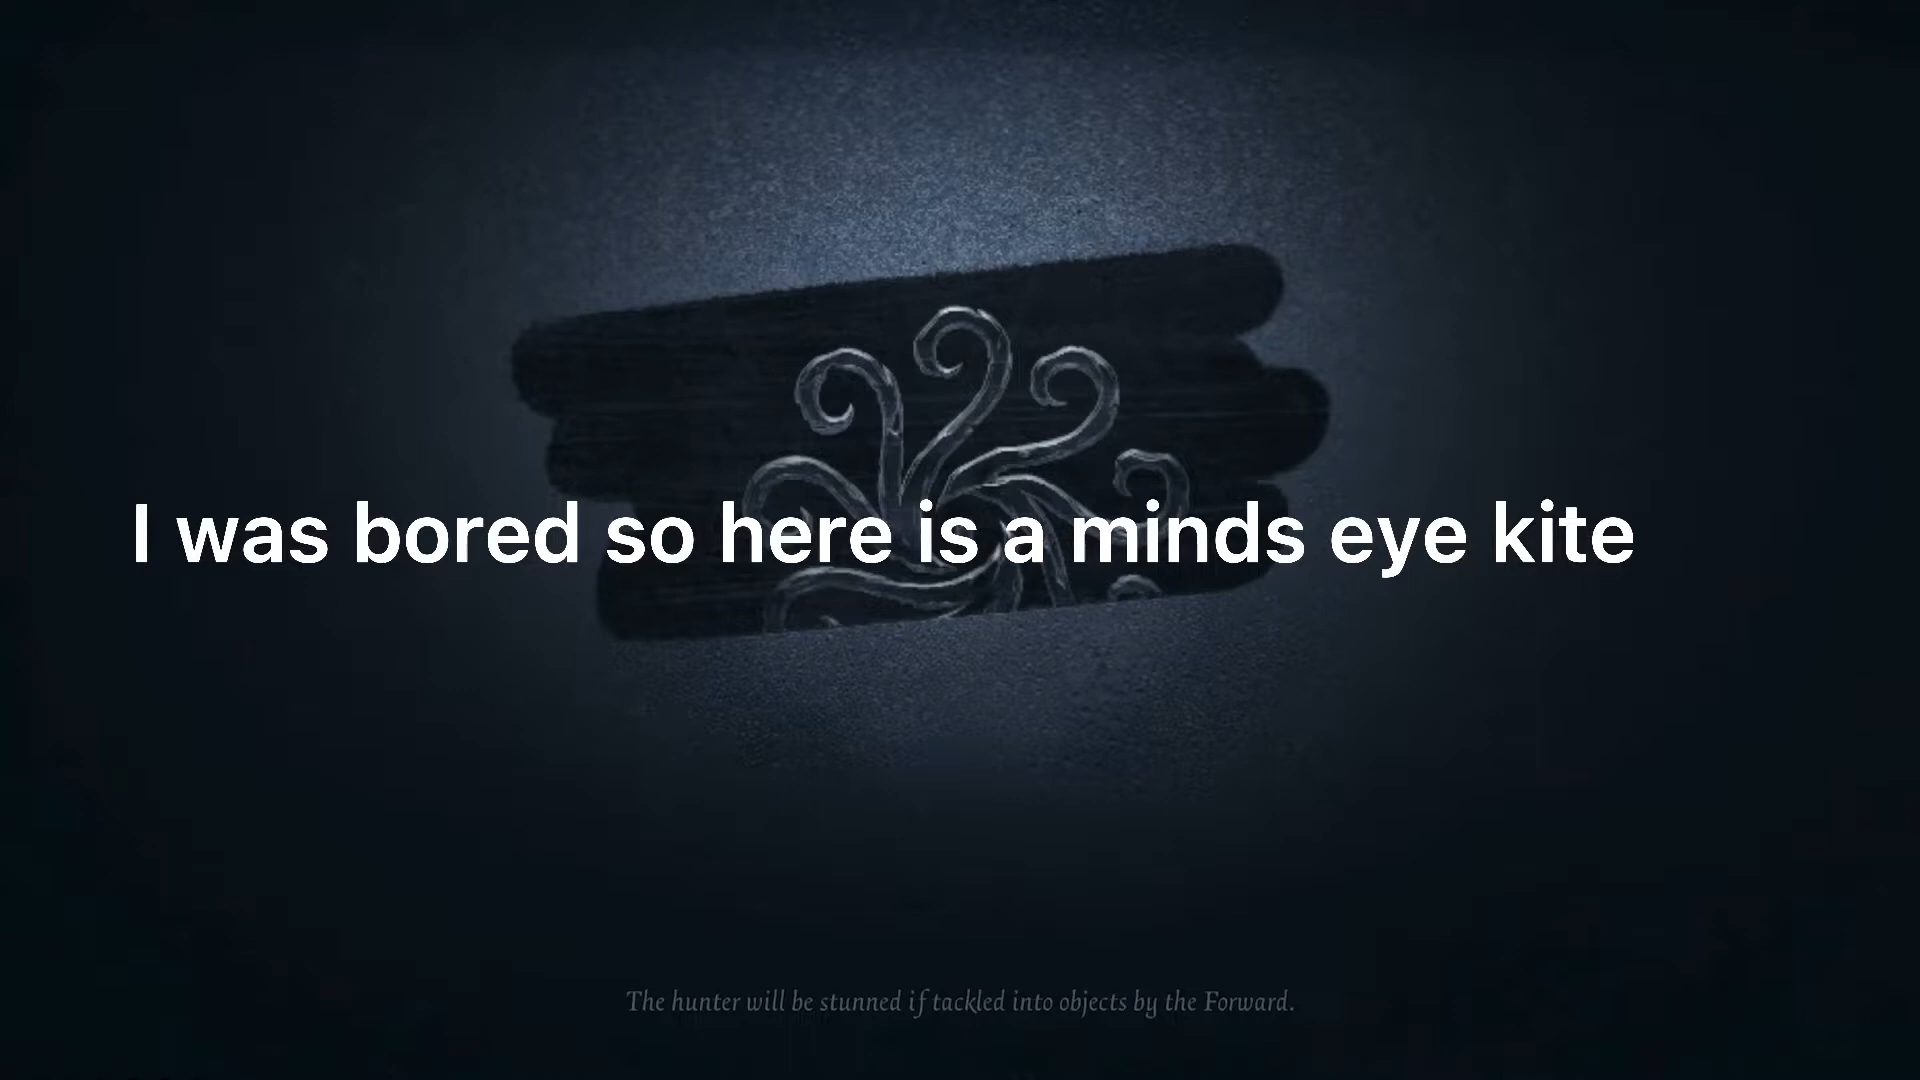 I was bored so here is a minds eye kite
The hunter will be stunned if tackled into objects by the Forward.